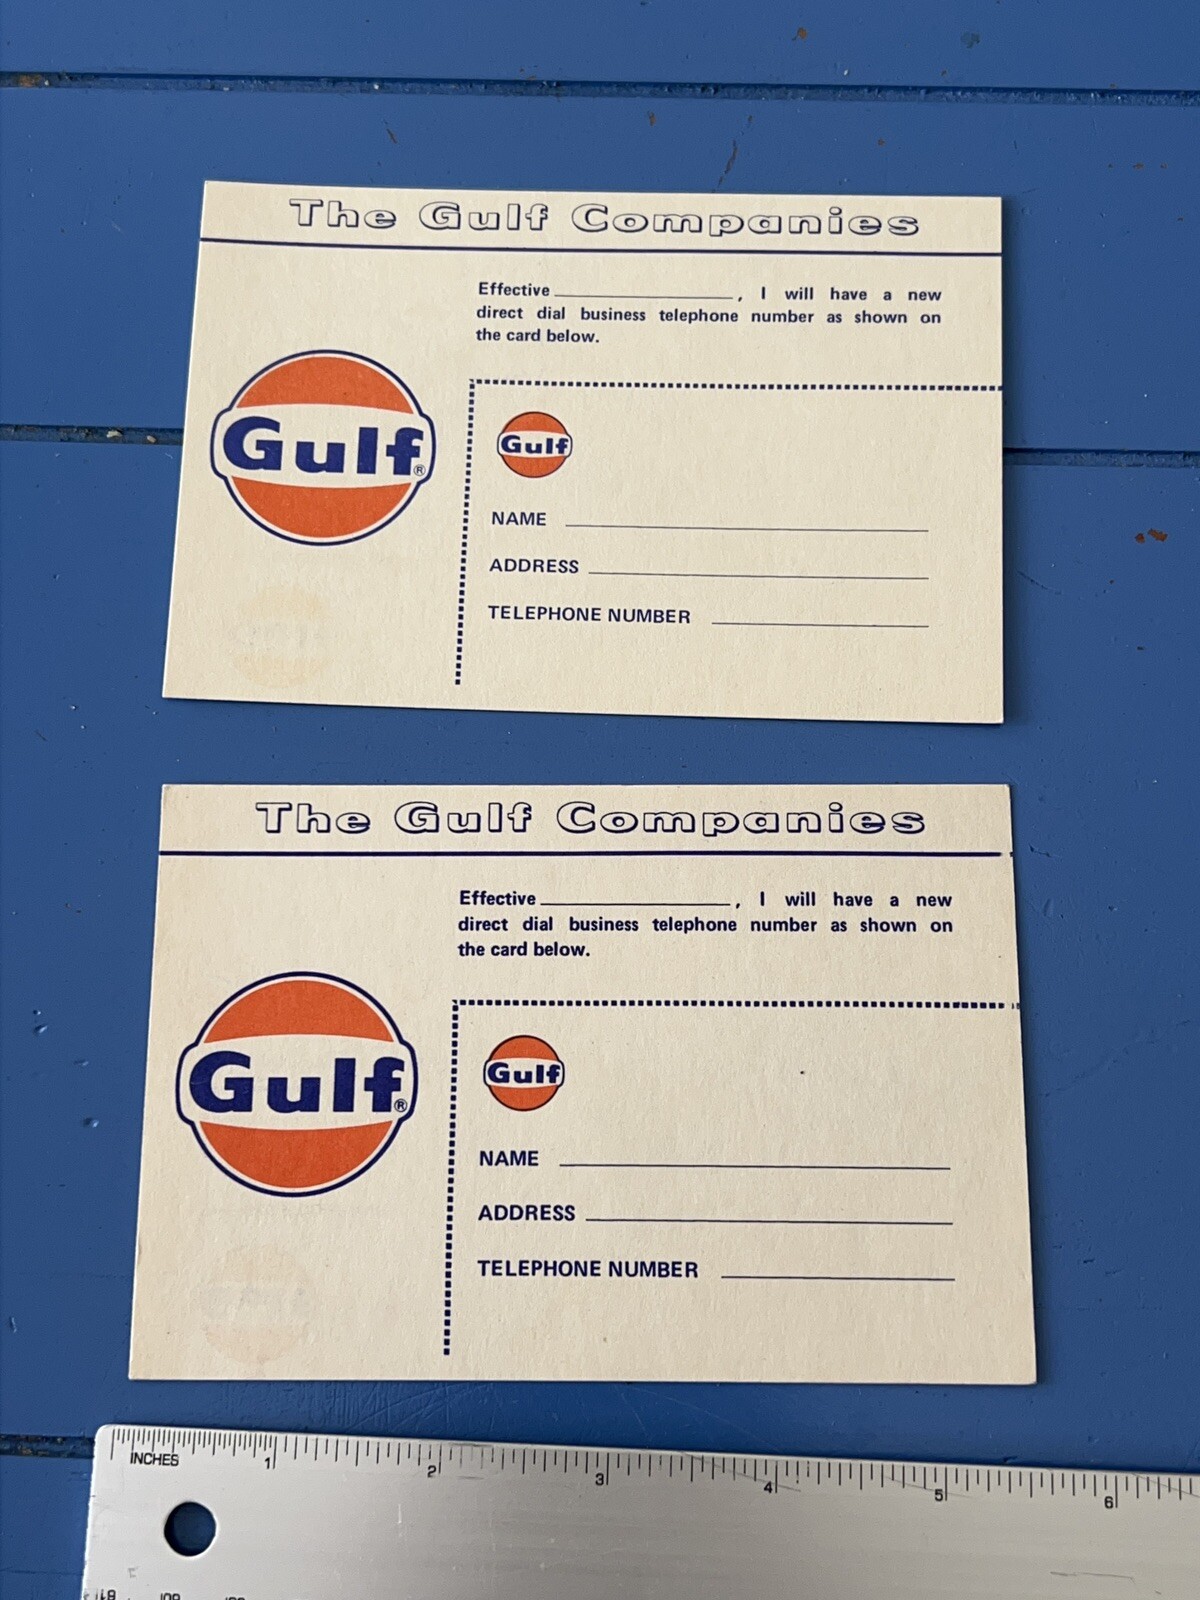 The Gulf Companies
Effective ____________, I will have a new
direct dial business telephone number as shown on
the card below.
Gulf®
Gulf
NAME
ADDRESS
TELEPHONE NUMBER
The Gulf Companies
Effective ____________, I will have a new
direct dial business telephone number as shown on
the card below.
Gulf®
Gulf
NAME
ADDRESS
TELEPHONE NUMBER
INCHES 1 2 3 4 5 6